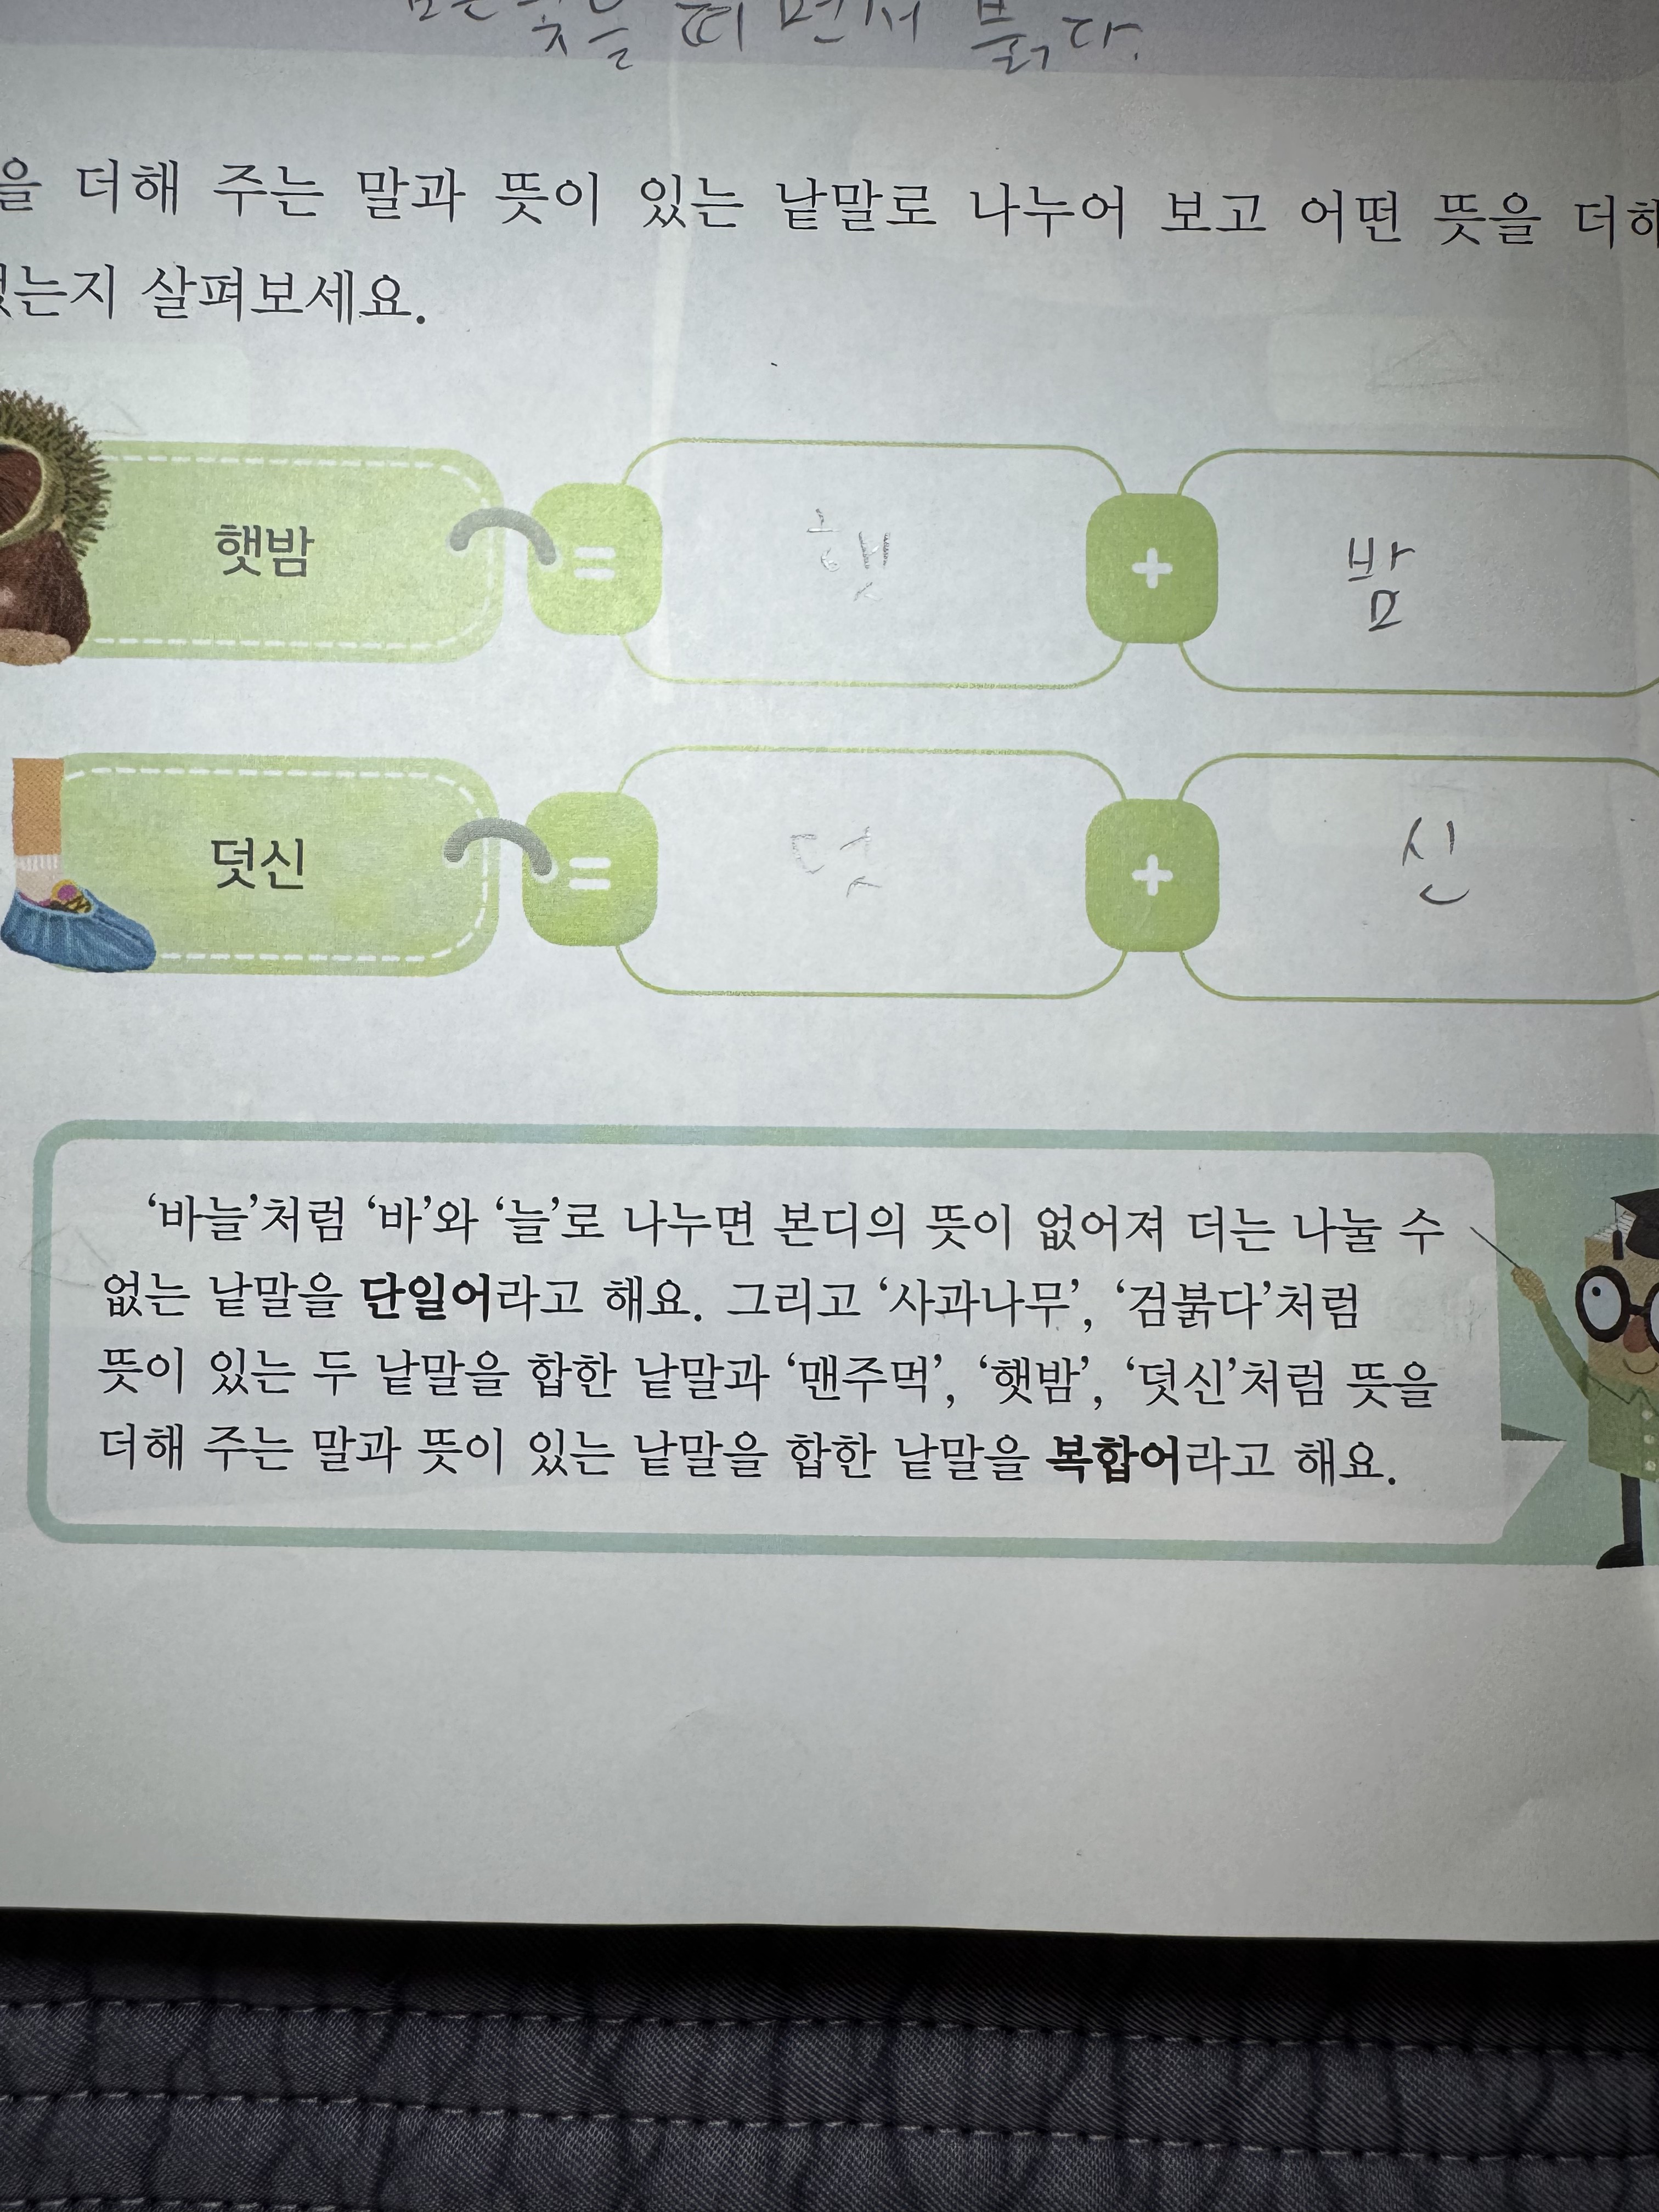 띄면서 붉다.
을 더해 주는 말과 뜻이 있는 낱말로 나누어 보고 어떤 뜻을 더해
는지 살펴보세요.
햇밤 = 햇 + 밤
덧신 = 덧 + 신
‘바늘’처럼 ‘바’와 ‘늘’로 나누면 본디의 뜻이 없어져 더는 나눌 수
없는 낱말을 단일어라고 해요. 그리고 ‘사과나무’, ‘검붉다’처럼
뜻이 있는 두 낱말을 합한 낱말과 ‘맨주먹’, ‘햇밤’, ‘덧신’처럼 뜻을
더해 주는 말과 뜻이 있는 낱말을 합한 낱말을 복합어라고 해요.